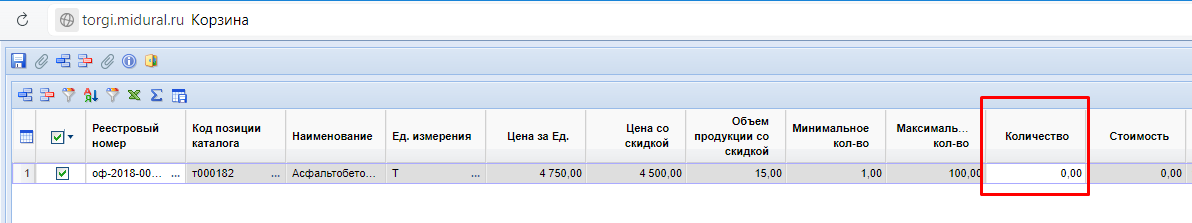 torgi.midural.ru Корзина
Реестровый номер
Код позиции каталога
Наименование
Ед. измерения
Цена за Ед.
Цена со скидкой
Объем продукции со скидкой
Минимальное кол-во
Максималь... кол-во
Количество
Стоимость
1 оф-2018-00... ... т000182 ... Асфальтобето... Т ... 4 750,00 4 500,00 15,00 1,00 100,00 0,00 0,00